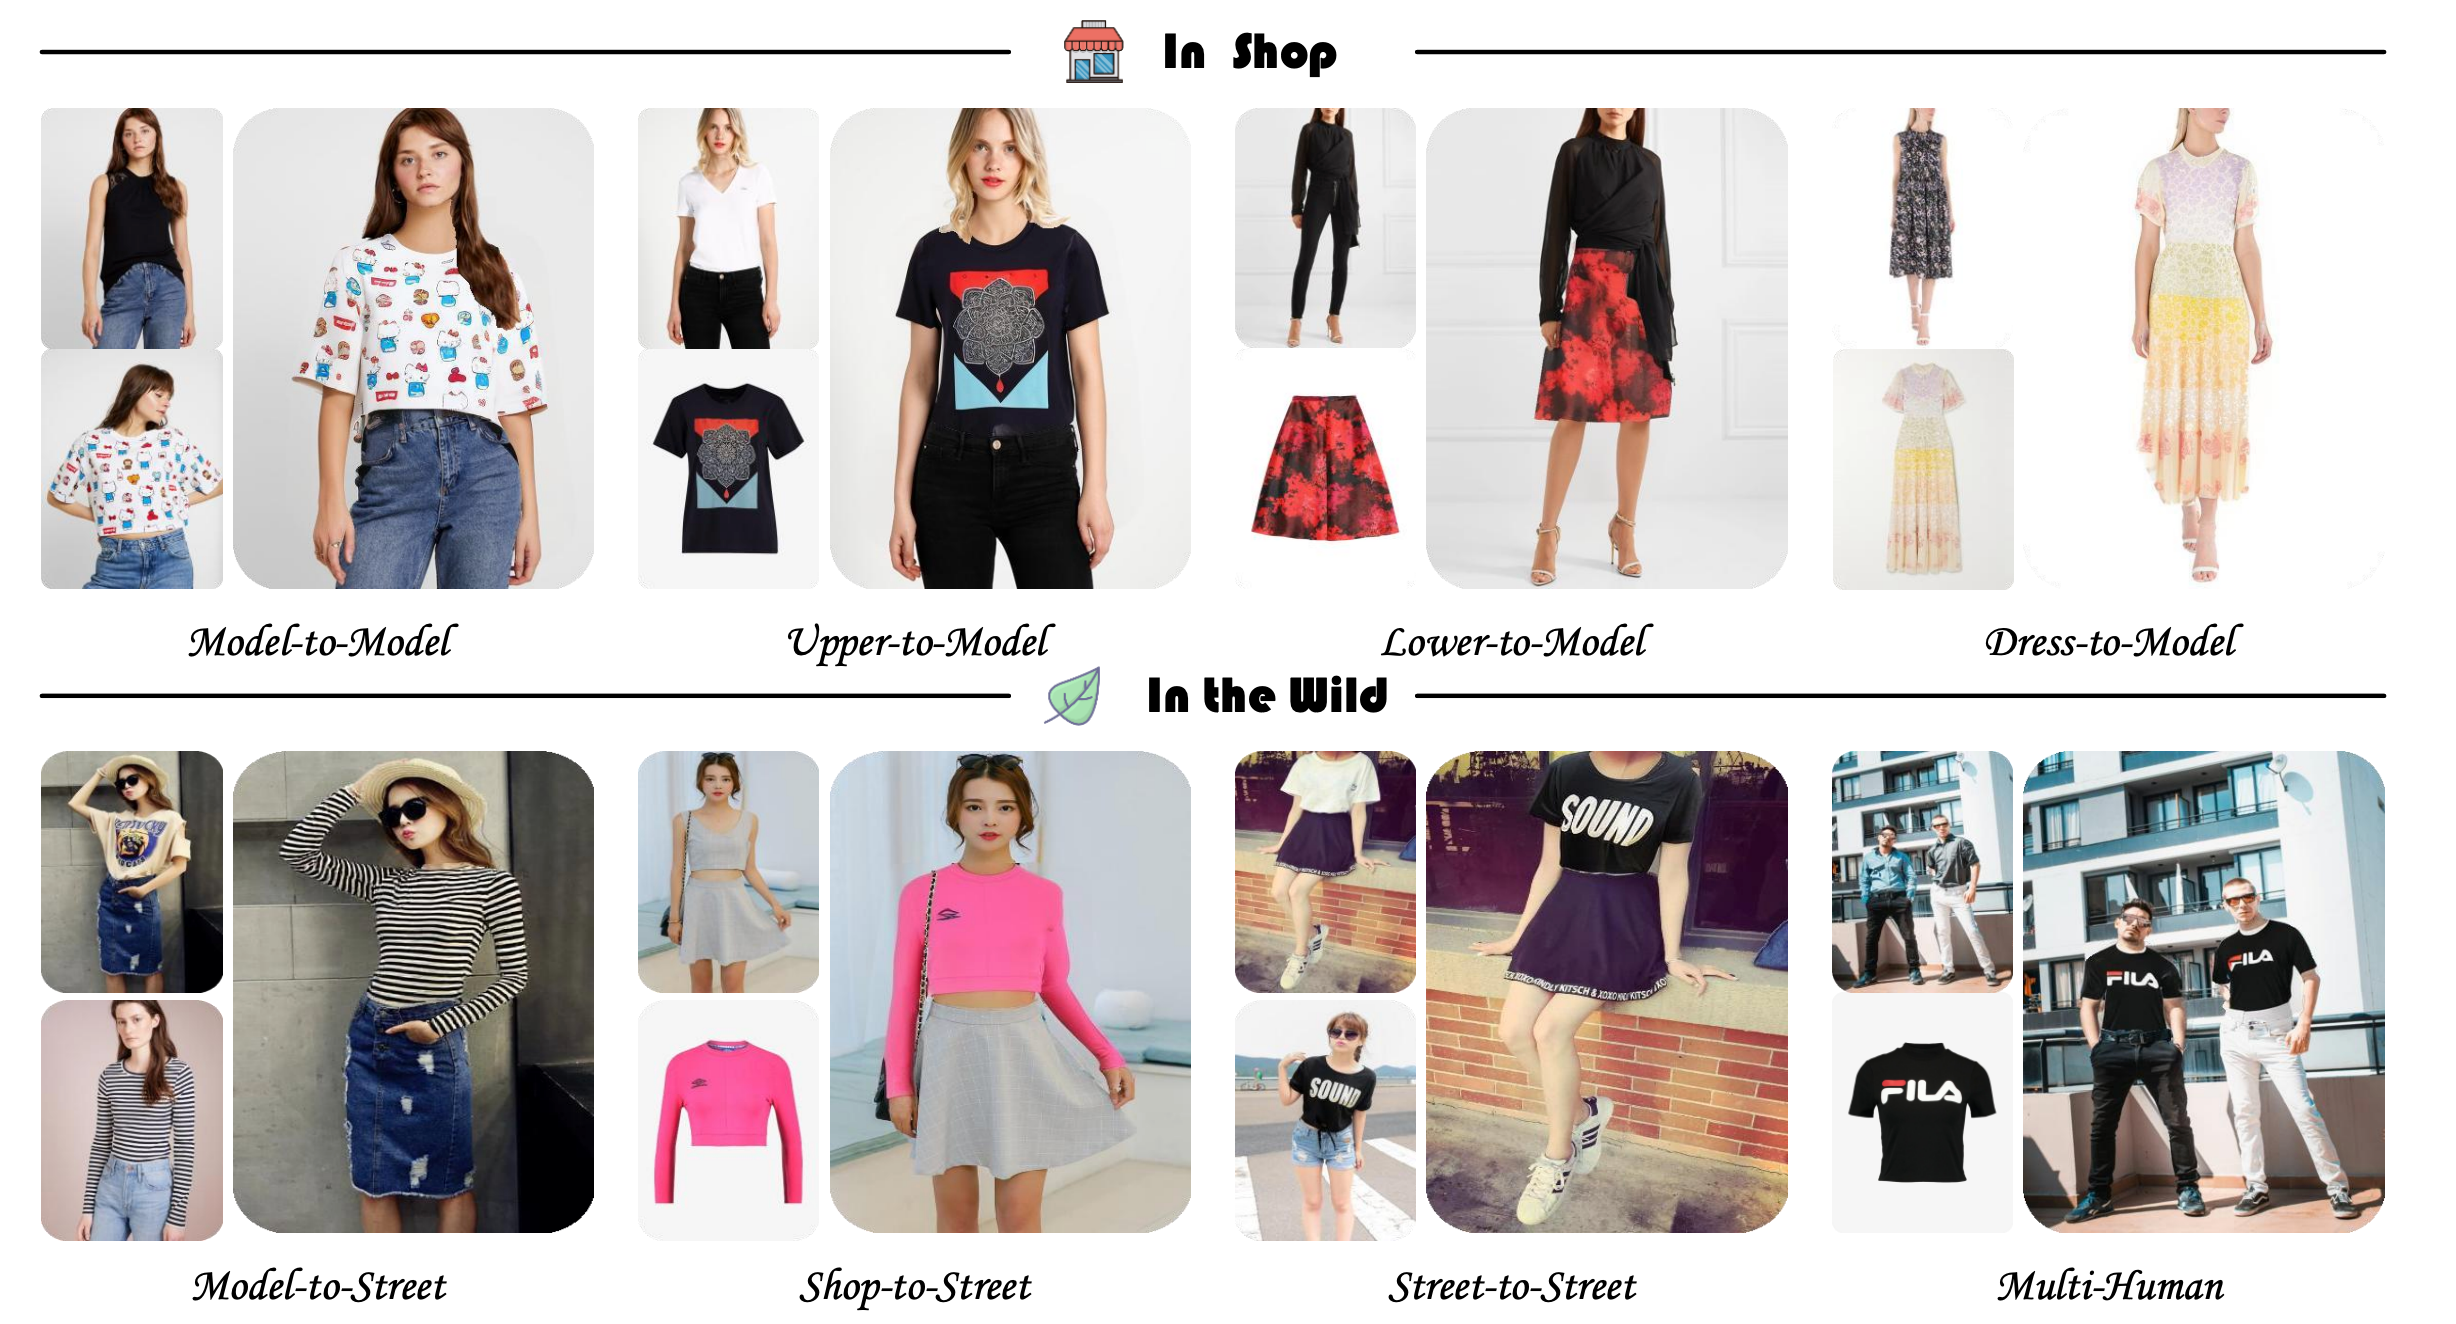 In Shop
Model-to-Model
Upper-to-Model
Lower-to-Model
Dress-to-Model
In the Wild
SOUND
SOUND
KITSCH & XOXO
FILA
FILA
FILA
Model-to-Street
Shop-to-Street
Street-to-Street
Multi-Human